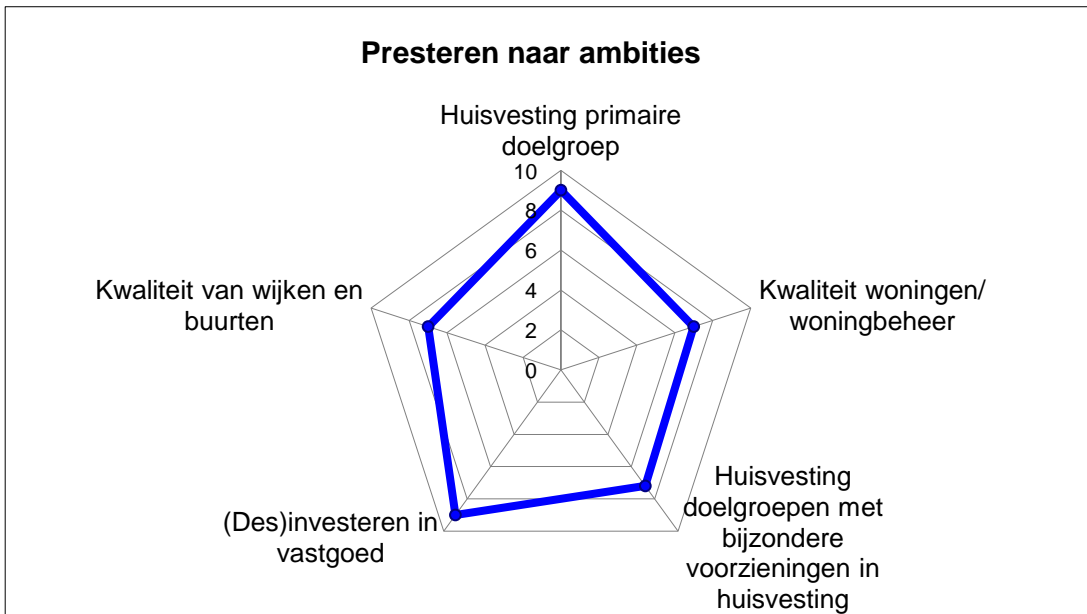 Presteren naar ambities
Huisvesting primaire
doelgroep
10
8
6
4
2
0
Kwaliteit woningen/
woningbeheer
Huisvesting
doelgroepen met
bijzondere
voorzieningen in
huisvesting
(Des)investeren in
vastgoed
Kwaliteit van wijken en
buurten